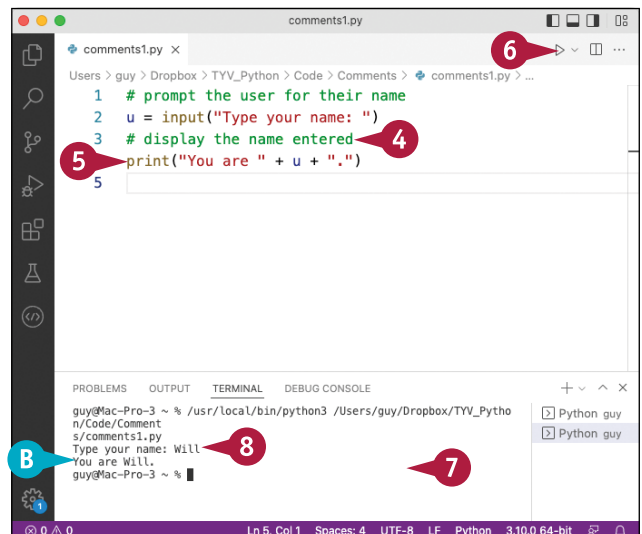 comments1.py
comments1.py ×
6
Users > guy > Dropbox > TYV_Python > Code > Comments > comments1.py > ...
1 # prompt the user for their name
2 u = input("Type your name: ")
3 # display the name entered
4
5
print("You are " + u + ".")
5
PROBLEMS OUTPUT TERMINAL DEBUG CONSOLE
guy@Mac-Pro-3 ~ % /usr/local/bin/python3 /Users/guy/Dropbox/TYV_Pytho
n/Code/Comment
s/comments1.py
Type your name: Will
8
B
You are Will.
7
guy@Mac-Pro-3 ~ %
Python guy
Python guy
1
0 0 Ln 5, Col 1 Spaces: 4 UTF-8 LF Python 3.10.0 64-bit